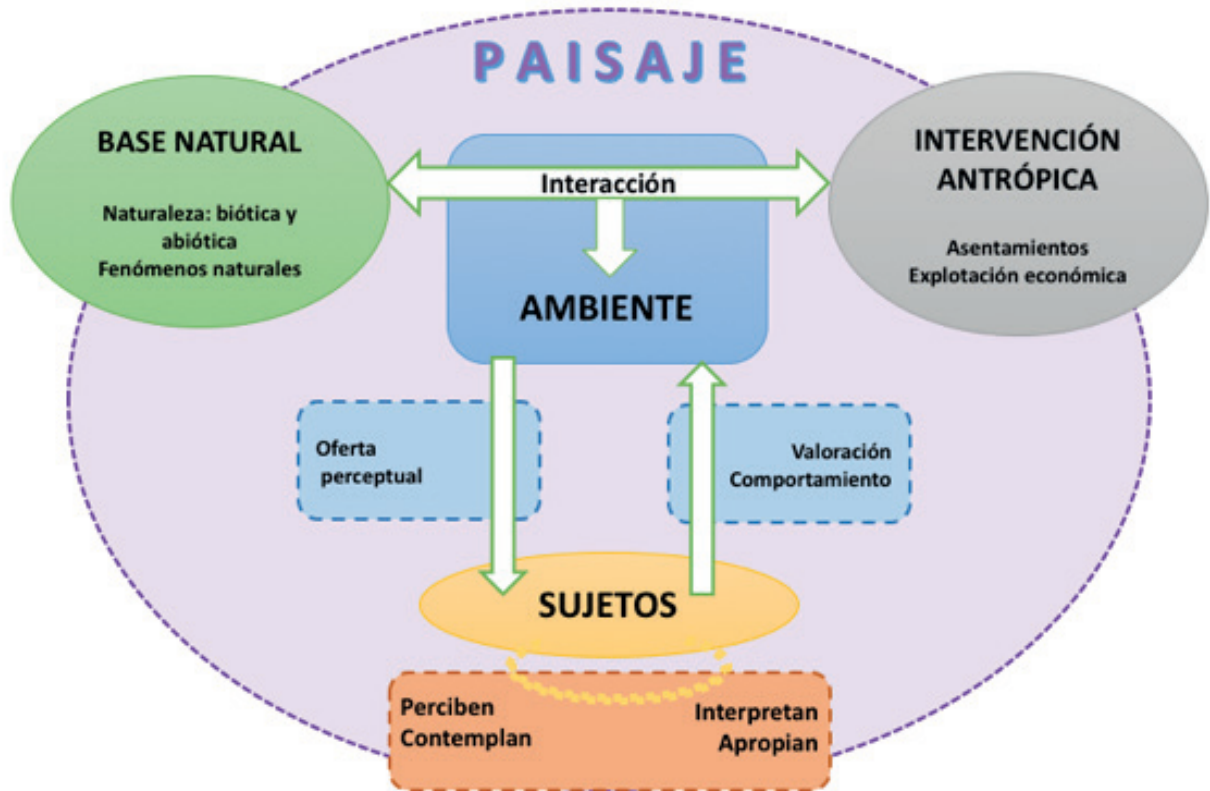 PAISAJE
BASE NATURAL
Naturaleza: biótica y
abiótica
Fenómenos naturales
Interacción
AMBIENTE
INTERVENCIÓN
ANTRÓPICA
Asentamientos
Explotación económica
Oferta
perceptual
Valoración
Comportamiento
SUJETOS
Perciben
Contemplan
Interpretan
Apropian